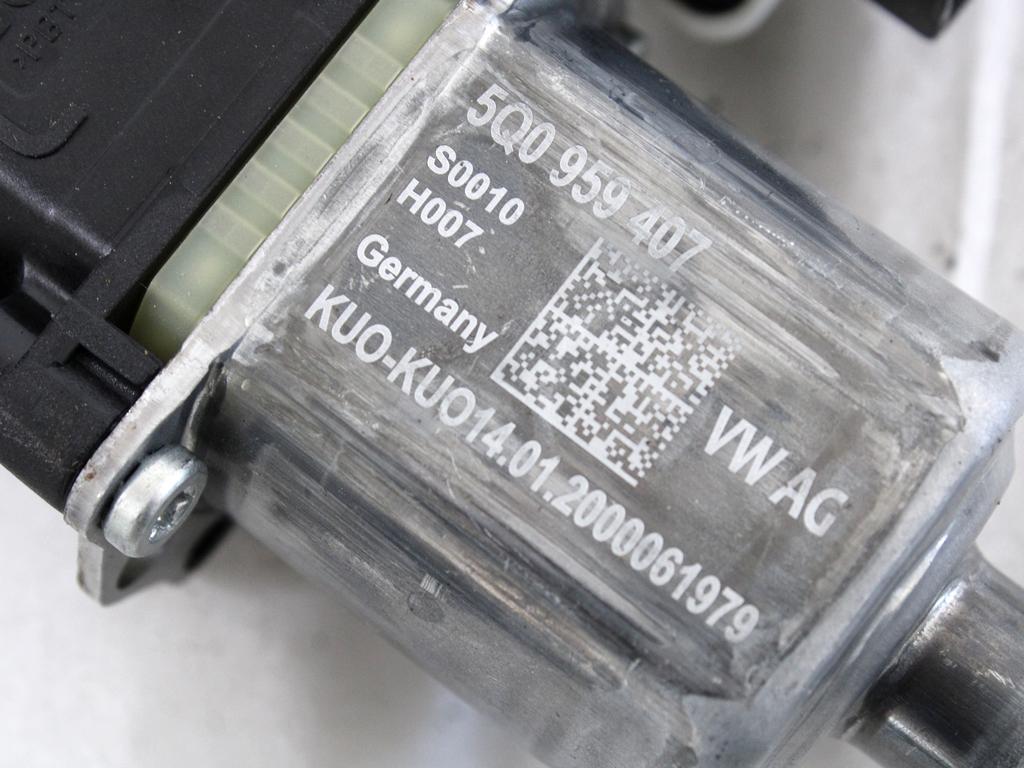 5Q0 959 407
S0010
H007
Germany
VW AG
KUO-KUO14.01.2000061979